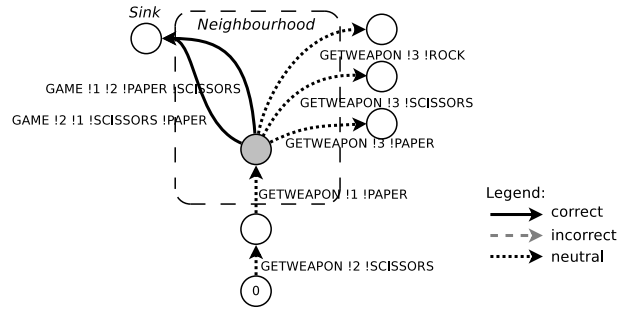 Sink
Neighbourhood
GETWEAPON !3 !ROCK
GAME !1 !2 !PAPER !SCISSORS
GETWEAPON !3 !SCISSORS
GAME !2 !1 !SCISSORS !PAPER
GETWEAPON !3 !PAPER
GETWEAPON !1 !PAPER
GETWEAPON !2 !SCISSORS
0
Legend:
correct
incorrect
neutral